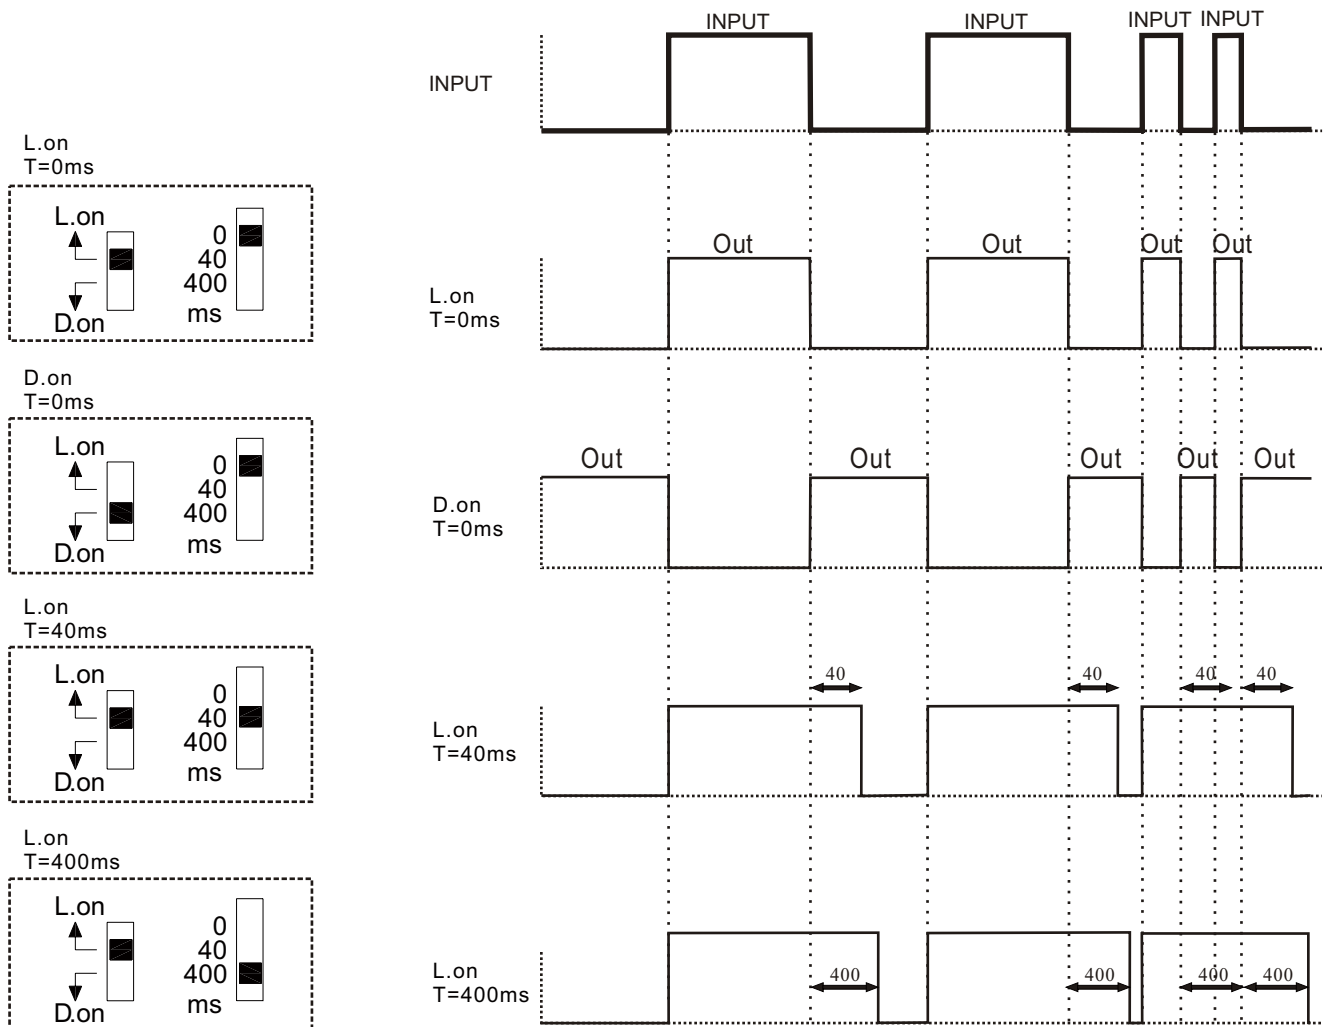 INPUT INPUT INPUT INPUT
INPUT
L.on
T=0ms
L.on
0
40
400
ms
D.on
Out Out Out Out
L.on
T=0ms
D.on
T=0ms
L.on
0
40
400
ms
D.on
Out Out Out Out Out
D.on
T=0ms
L.on
T=40ms
L.on
0
40
400
ms
D.on
40 40 40 40
L.on
T=40ms
L.on
T=400ms
L.on
0
40
400
ms
D.on
400 400 400 400
L.on
T=400ms